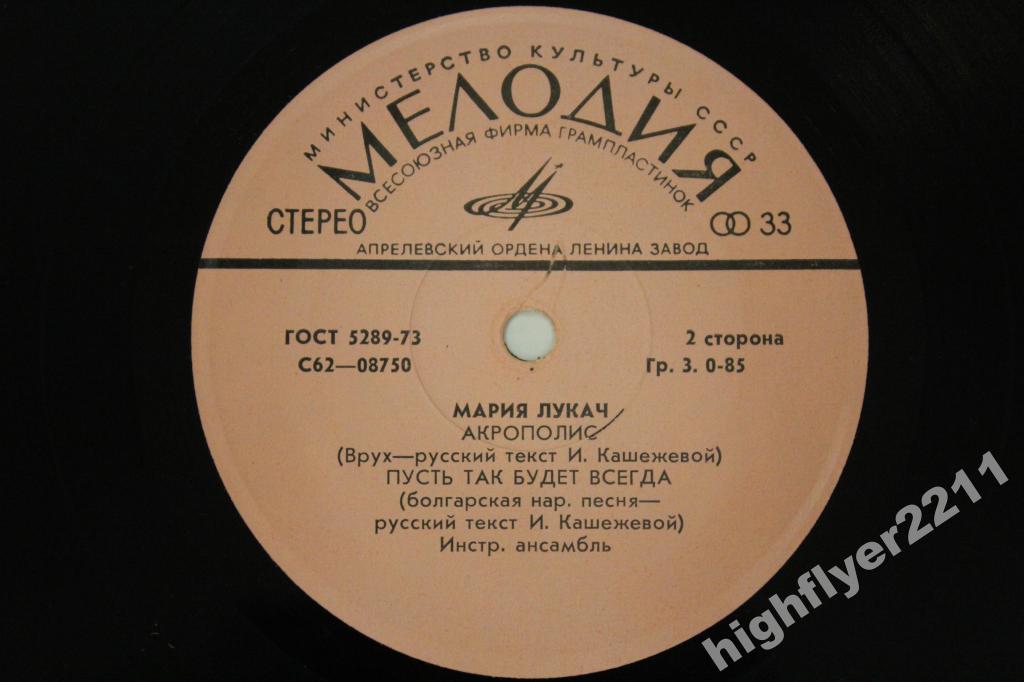 МИНИСТЕРСТВО КУЛЬТУРЫ СССР
МЕЛОДИЯ
ВСЕСОЮЗНАЯ ФИРМА ГРАМПЛАСТИНОК
СТЕРЕО
33
АПРЕЛЕВСКИЙ ОРДЕНА ЛЕНИНА ЗАВОД
ГОСТ 5289-73
2 сторона
С62—08750
Гр. 3. 0-85
МАРИЯ ЛУКАЧ
АКРОПОЛИС
(Врух—русский текст И. Кашежевой)
ПУСТЬ ТАК БУДЕТ ВСЕГДА
(болгарская нар. песня—
русский текст И. Кашежевой)
Инстр. ансамбль
highflyer2211